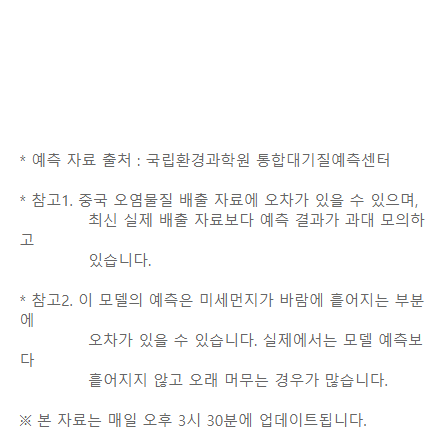 * 예측 자료 출처 : 국립환경과학원 통합대기질예측센터
* 참고1. 중국 오염물질 배출 자료에 오차가 있을 수 있으며,
최신 실제 배출 자료보다 예측 결과가 과대 모의하
고
있습니다.
* 참고2. 이 모델의 예측은 미세먼지가 바람에 흩어지는 부분
에
오차가 있을 수 있습니다. 실제에서는 모델 예측보
다
흩어지지 않고 오래 머무는 경우가 많습니다.
※ 본 자료는 매일 오후 3시 30분에 업데이트됩니다.